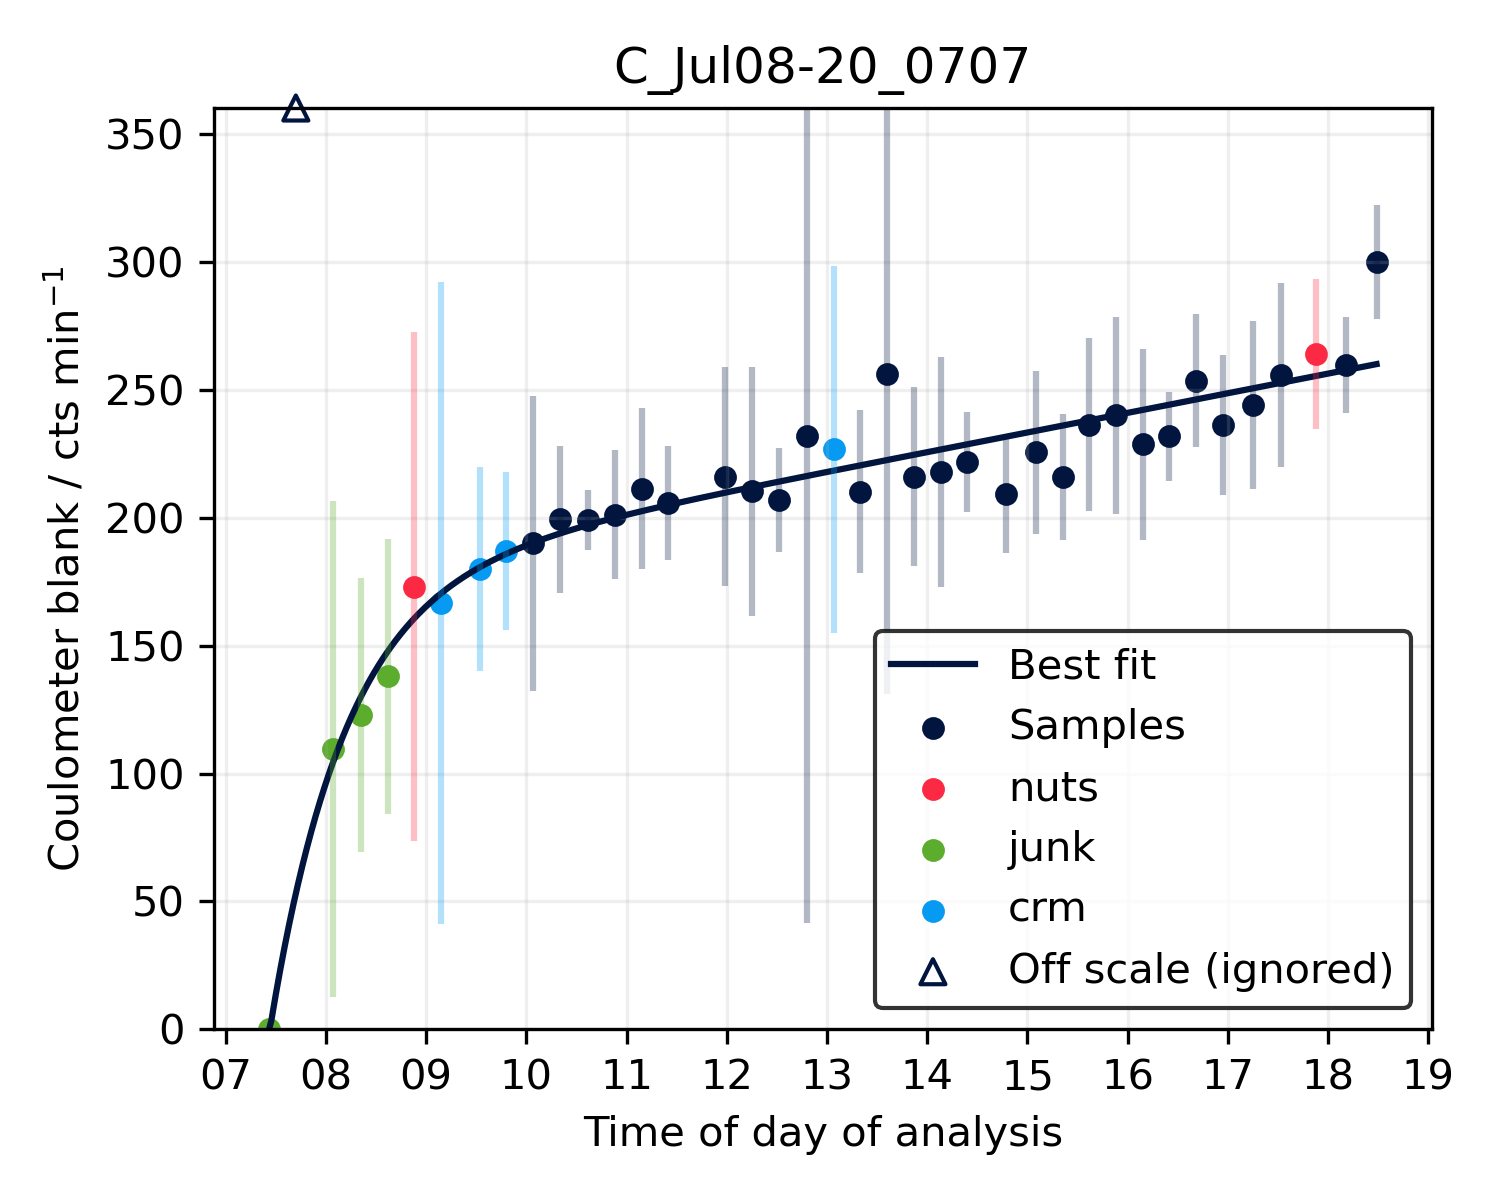 C_Jul08-20_0707
350
300
250
200
150
100
50
0
Coulometer blank / cts min⁻¹
Best fit
Samples
nuts
junk
crm
Off scale (ignored)
07 08 09 10 11 12 13 14 15 16 17 18 19
Time of day of analysis